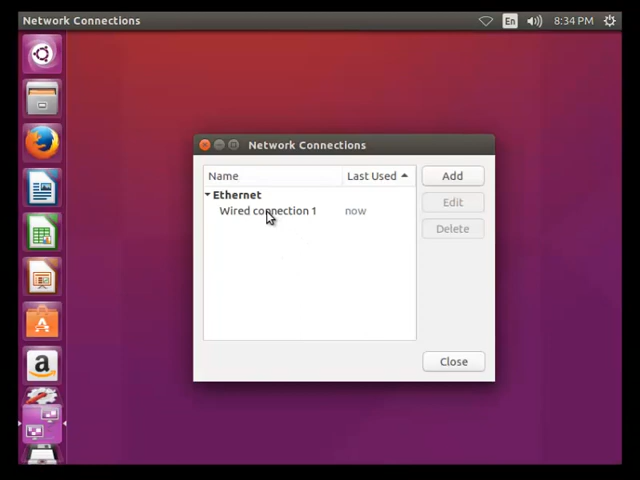 Network Connections
En
8:34 PM
Network Connections
Name
Last Used
Add
Ethernet
Edit
Wired connection 1
now
Delete
Close